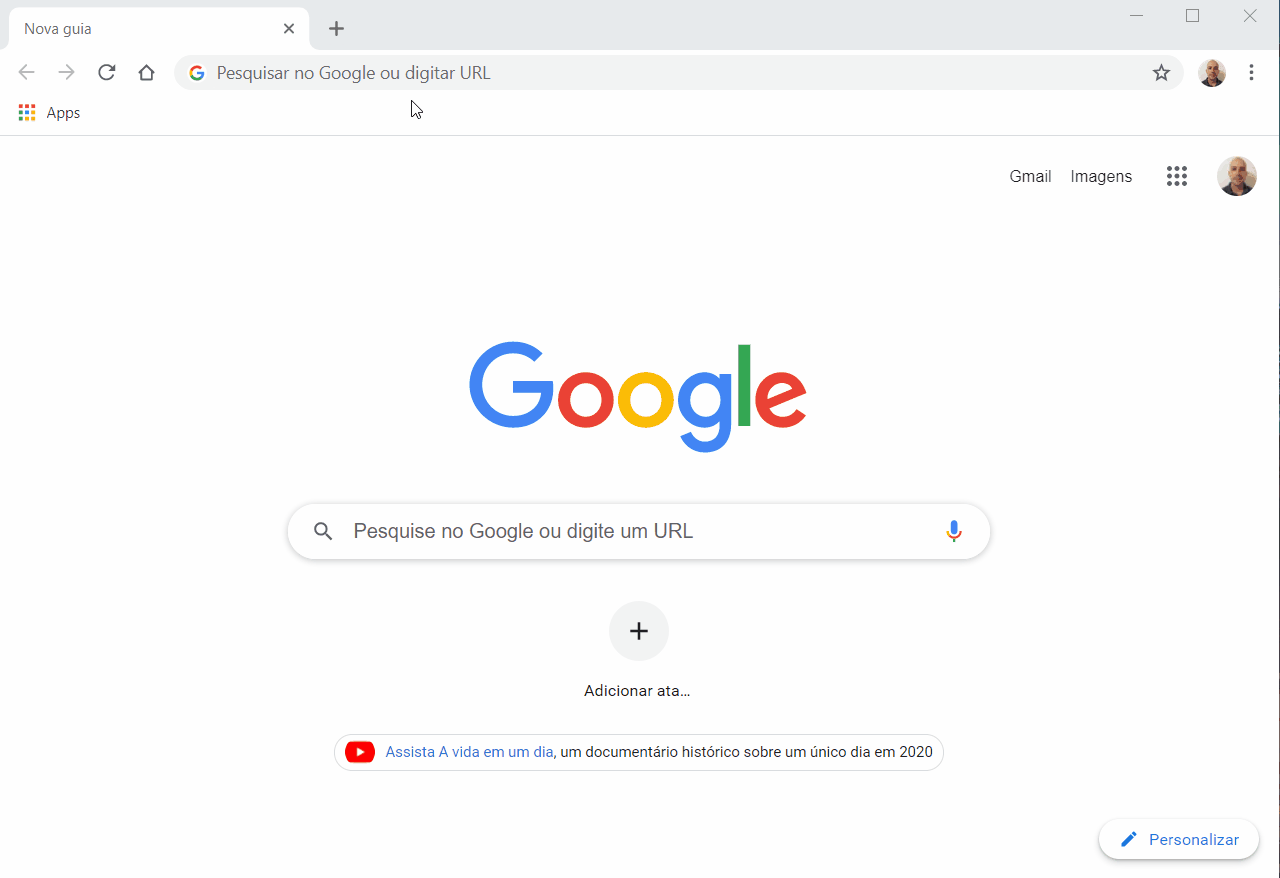 Nova guia
Pesquisar no Google ou digitar URL
Apps
Gmail Imagens
Google
Pesquise no Google ou digite um URL
Adicionar ata...
Assista A vida em um dia, um documentário histórico sobre um único dia em 2020
Personalizar